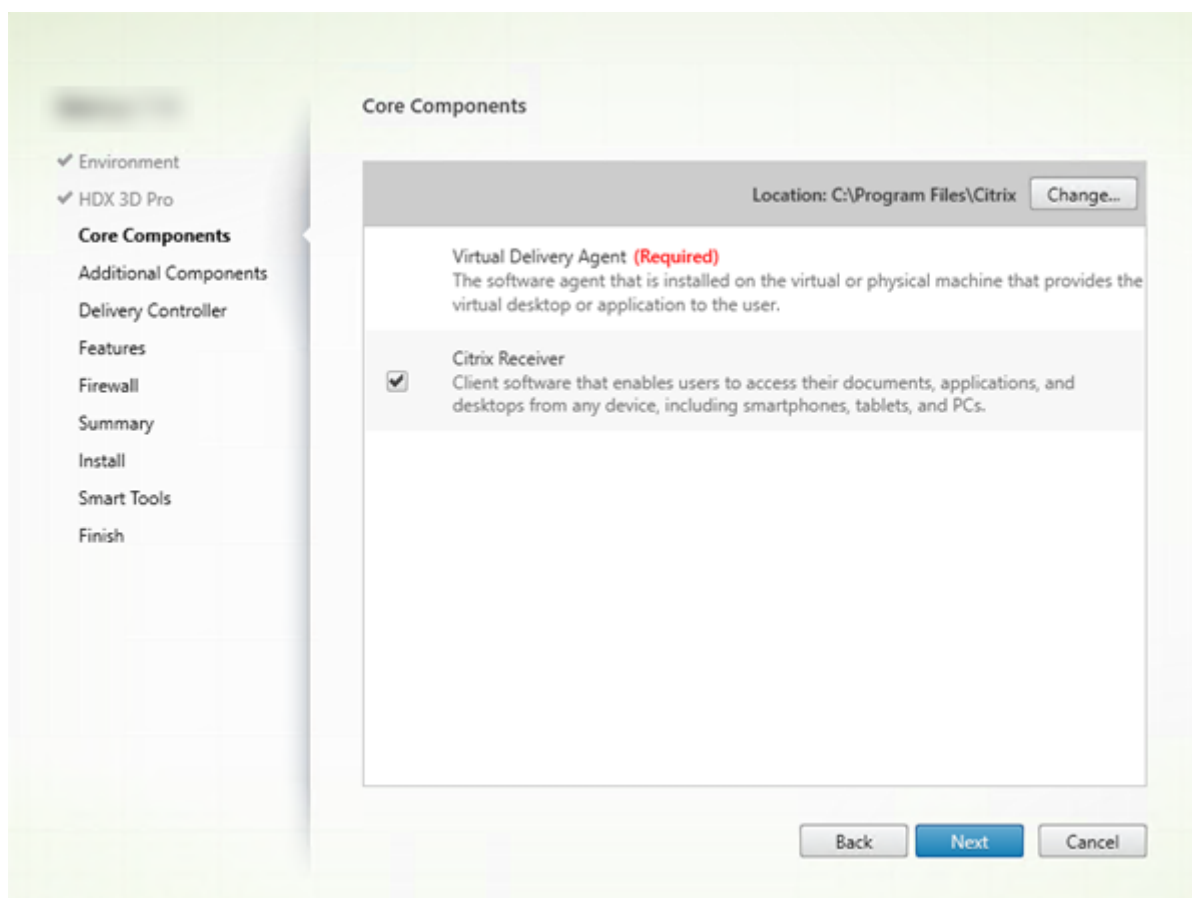 Core Components
Environment
HDX 3D Pro
Core Components
Additional Components
Delivery Controller
Features
Firewall
Summary
Install
Smart Tools
Finish
Location: C:\Program Files\Citrix Change...
Virtual Delivery Agent (Required)
The software agent that is installed on the virtual or physical machine that provides the
virtual desktop or application to the user.
Citrix Receiver
Client software that enables users to access their documents, applications, and
desktops from any device, including smartphones, tablets, and PCs.
Back Next Cancel